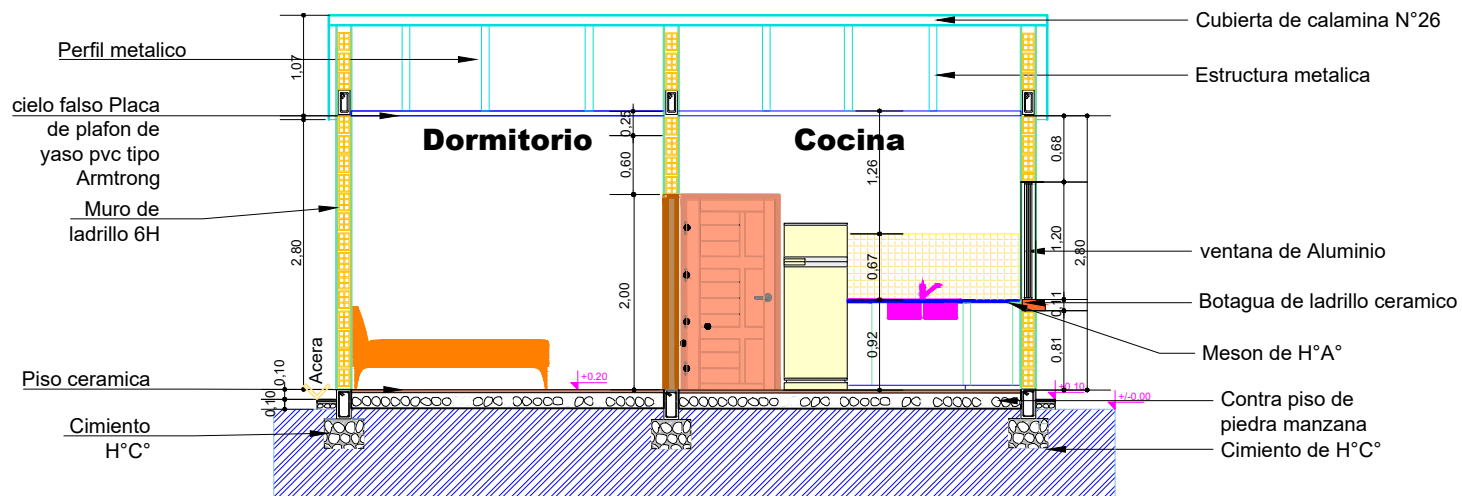 Cubierta de calamina N°26
Perfil metalico
1,07
Estructura metalica
cielo falso Placa
de plafon de
yaso pvc tipo
Armtrong
Dormitorio
Cocina
0,25
0,60
1,26
0,68
Muro de
ladrillo 6H
2,80
2,00
0,67
1,20
2,80
ventana de Aluminio
Botagua de ladrillo ceramico
0,11
Meson de H°A°
0,92
0,81
Acera
0,10
0,10
Piso ceramica
+0.20
+0.10
+/-0.00
Contra piso de
piedra manzana
Cimiento
H°C°
Cimiento de H°C°